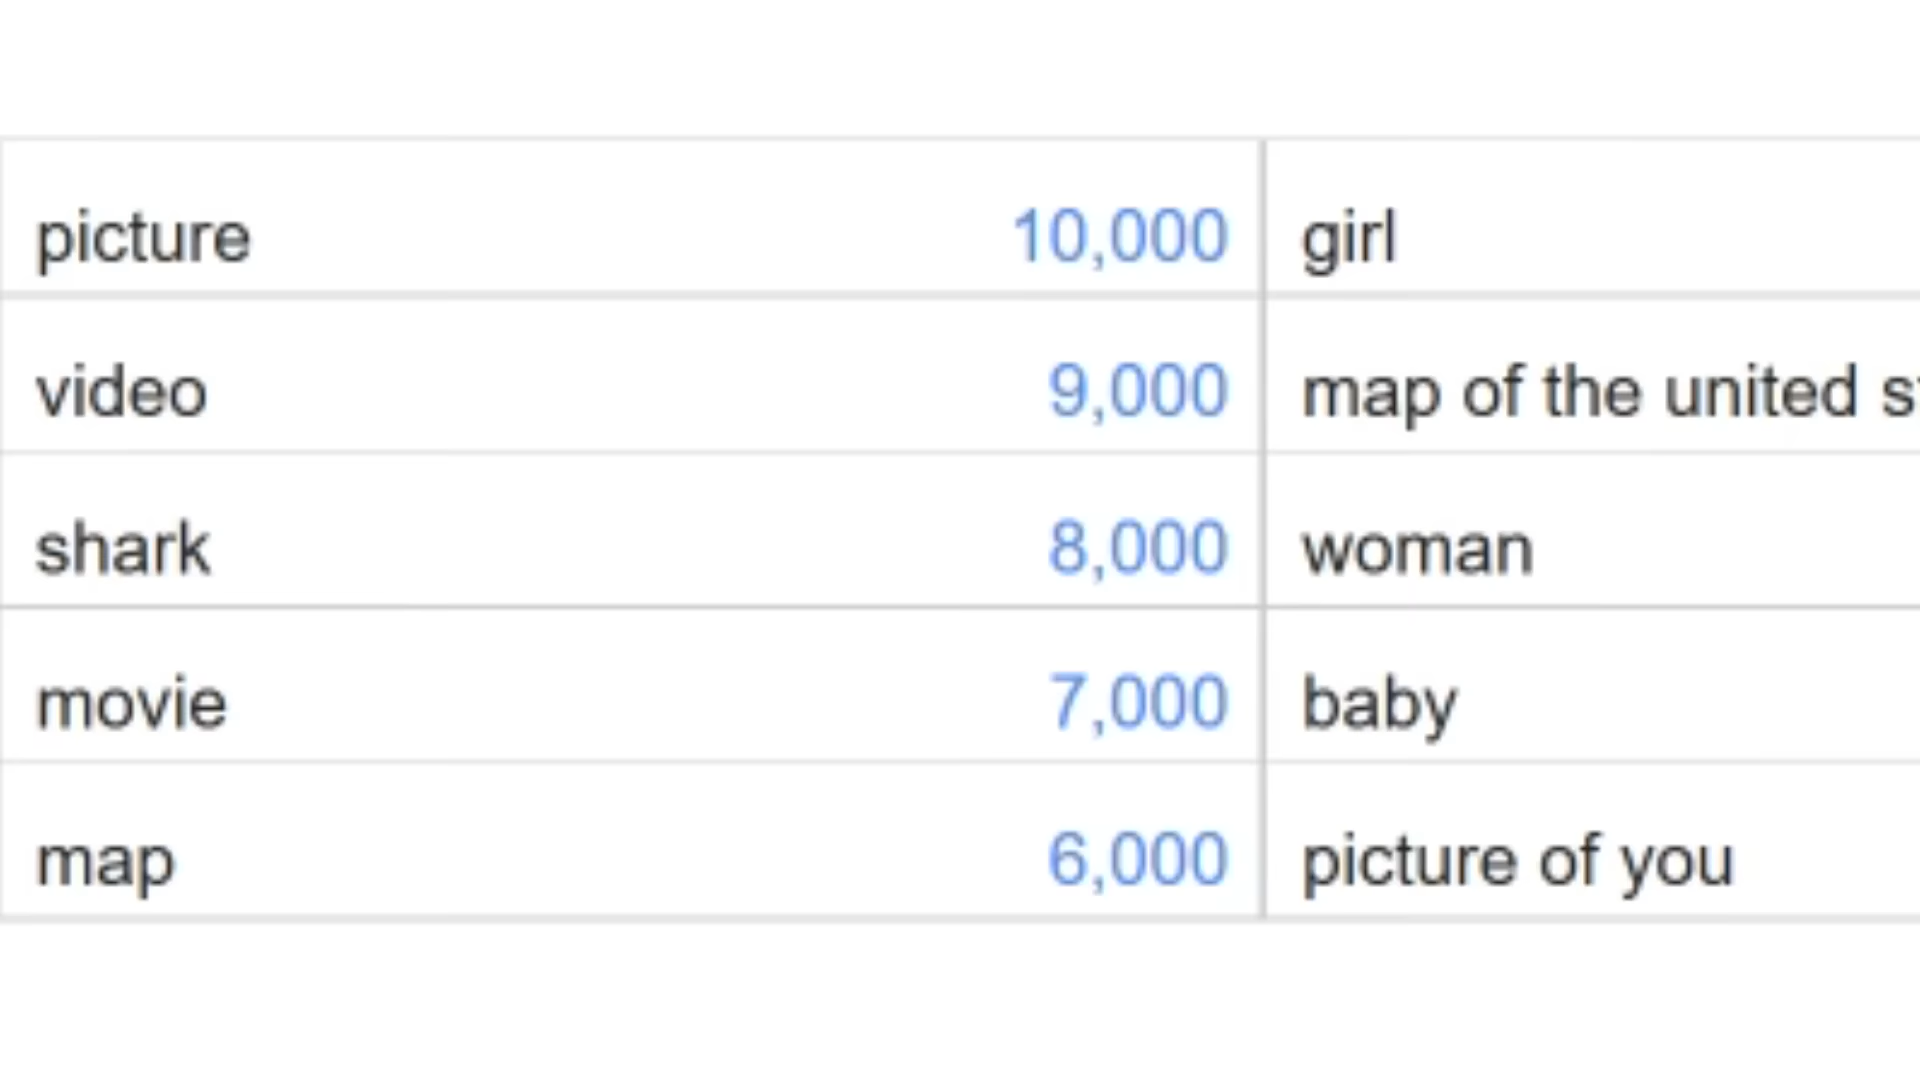 picture 10,000 girl
video 9,000 map of the united
shark 8,000 woman
movie 7,000 baby
map 6,000 picture of you